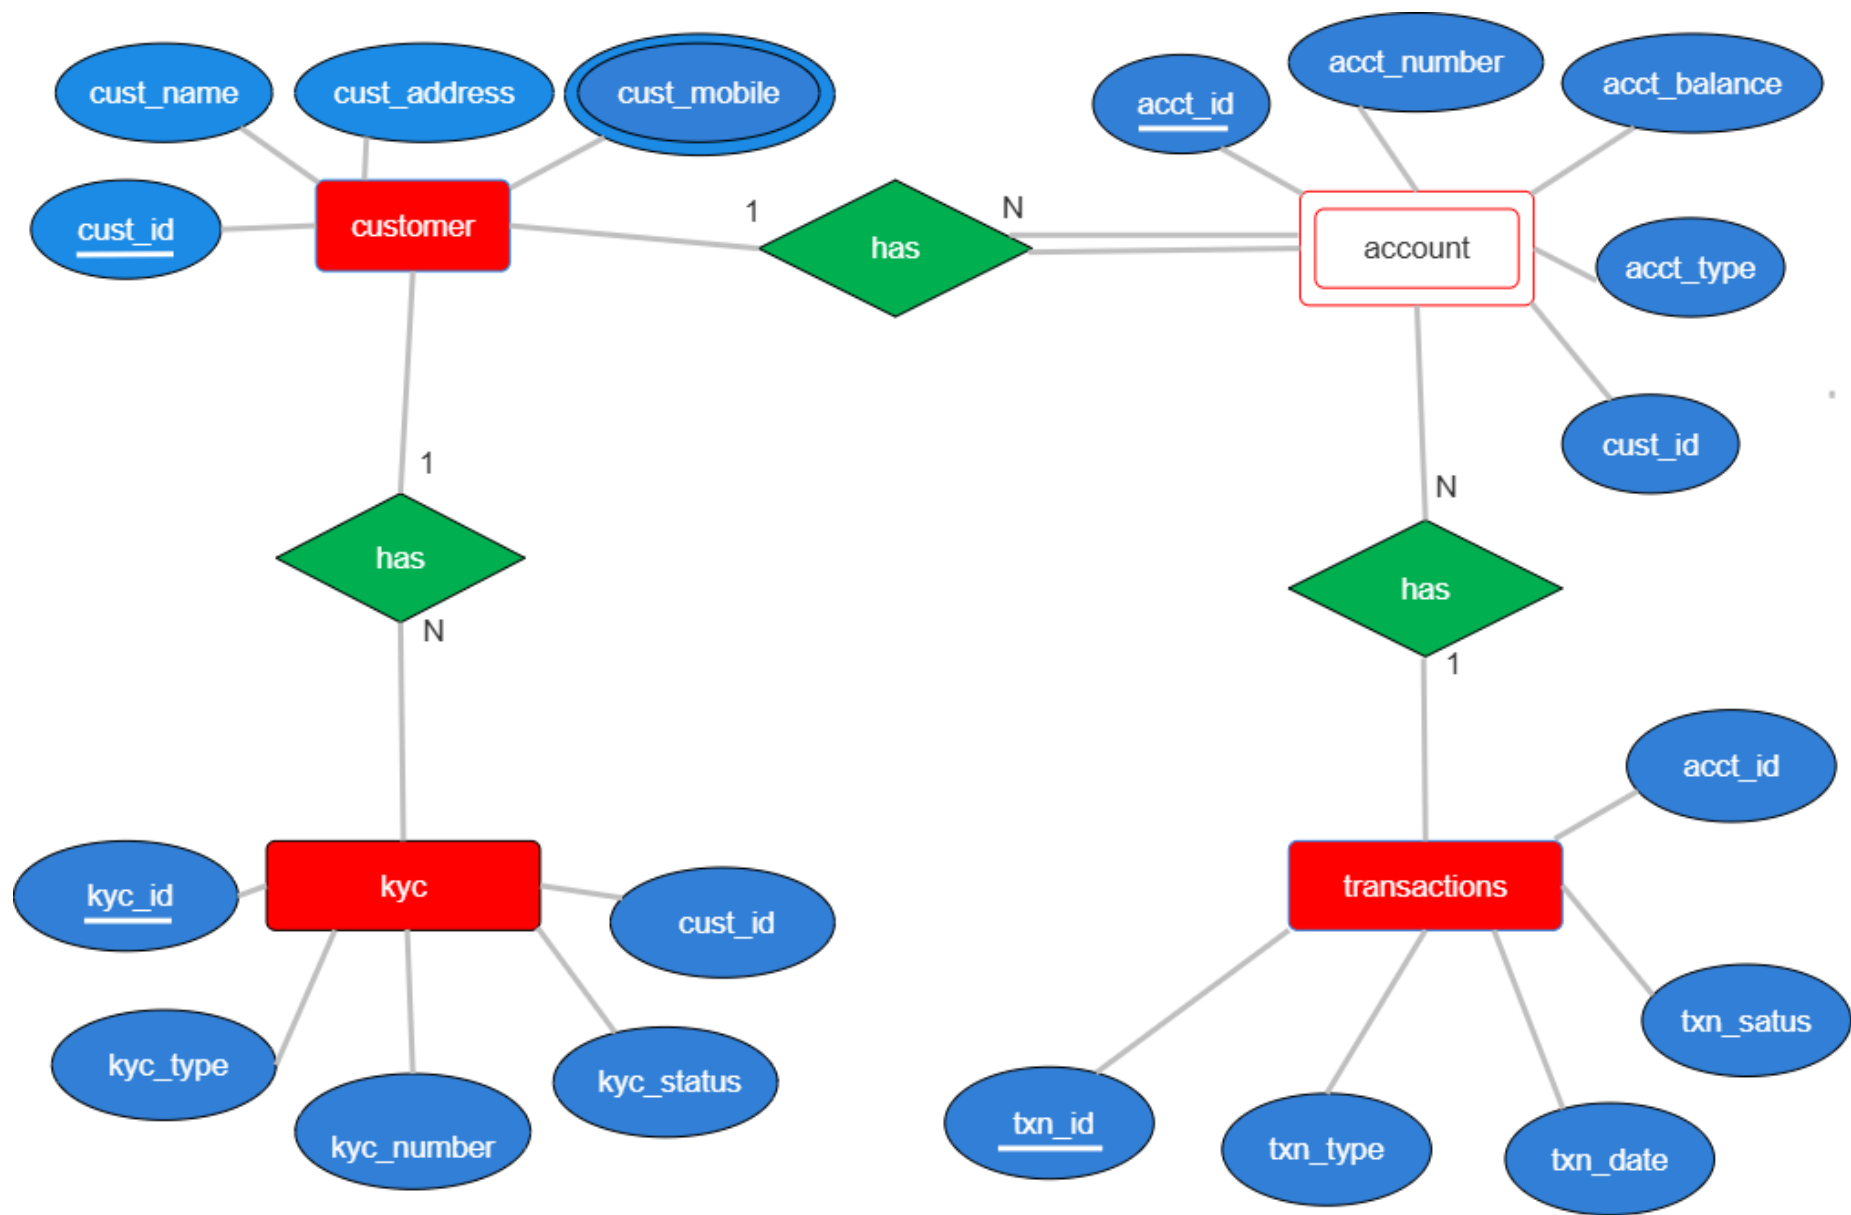 cust_name
cust_address
cust_mobile
cust_id
customer
1
has
N
acct_id
acct_number
acct_balance
account
acct_type
cust_id
1
has
N
N
has
1
kyc_id
kyc
cust_id
kyc_type
kyc_number
kyc_status
acct_id
transactions
txn_satus
txn_id
txn_type
txn_date